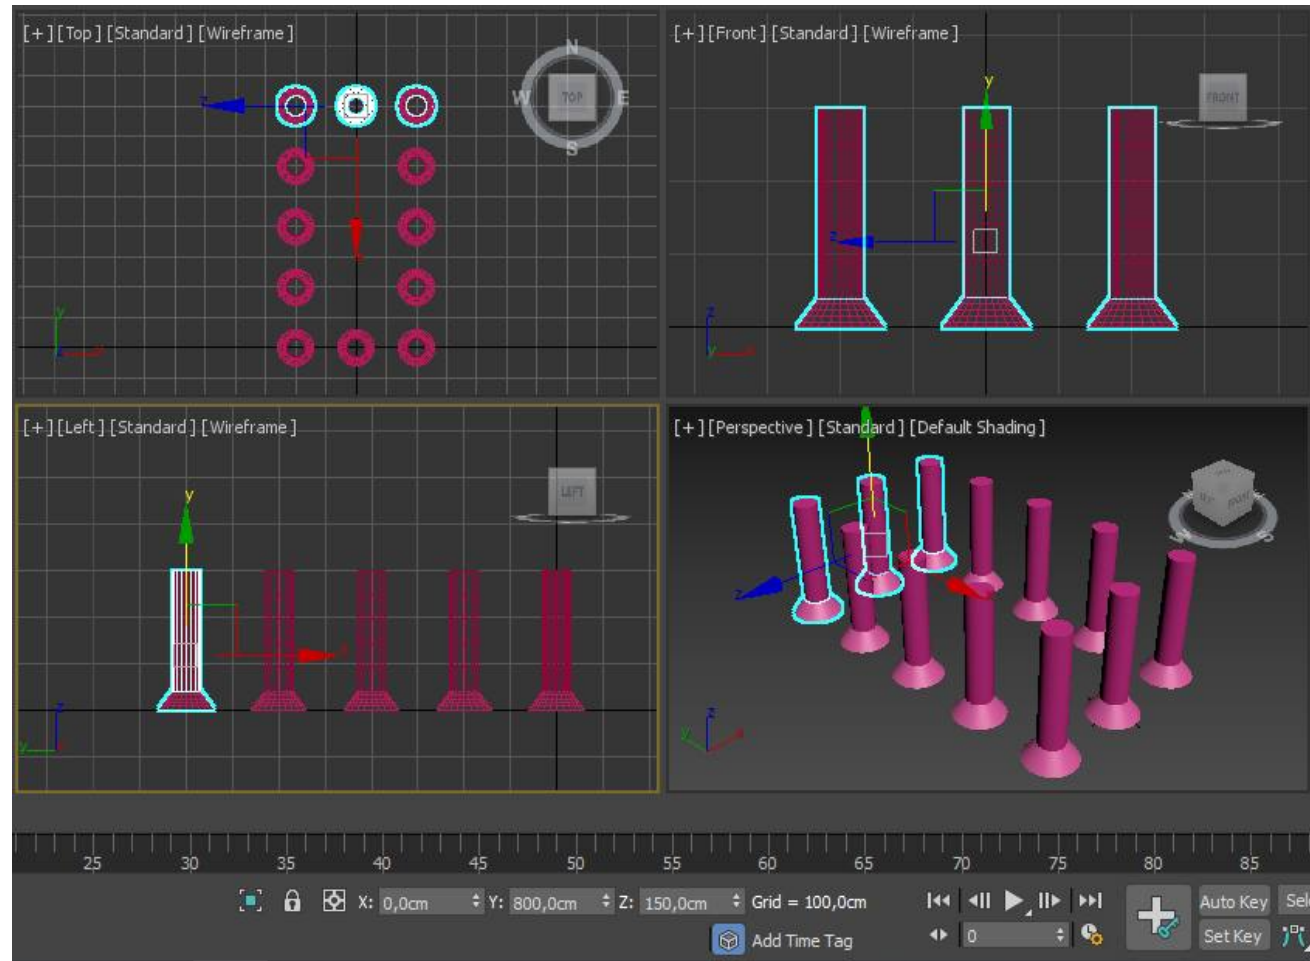 [+][Top][Standard][Wireframe]
N
W
TOP
E
S
z
x
y
[+][Front][Standard][Wireframe]
y
FRONT
z
z
y
[+][Left][Standard][Wireframe]
y
LEFT
z
y
[+][Perspective][Standard][Default Shading]
FRONT
W
S
z
z
25 30 35 40 45 50 55 60 65 70 75 80 85
X: 0,0cm Y: 800,0cm Z: 150,0cm Grid = 100,0cm
Auto Key Sel
Add Time Tag
0
Set Key